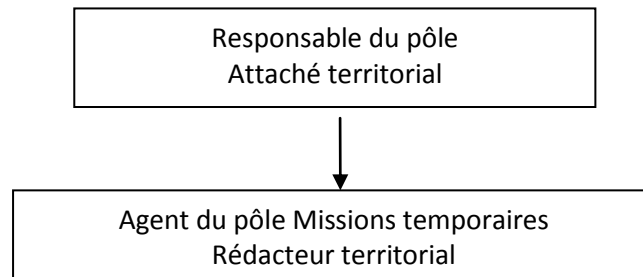 Responsable du pôle
Attaché territorial
Agent du pôle Missions temporaires
Rédacteur territorial